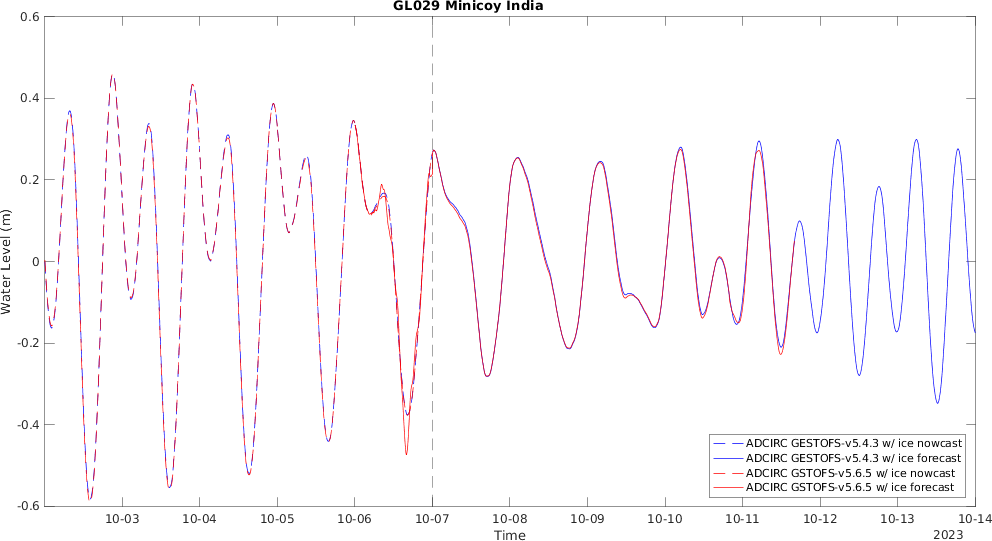 GL029 Minicoy India
0.6
0.4
0.2
0
-0.2
-0.4
-0.6
Water Level (m)
10-03 10-04 10-05 10-06 10-07 10-08 10-09 10-10 10-11 10-12 10-13 10-14
Time
2023
ADCIRC GESTOFS-v5.4.3 w/ ice nowcast
ADCIRC GESTOFS-v5.4.3 w/ ice forecast
ADCIRC GSTOFS-v5.6.5 w/ ice nowcast
ADCIRC GSTOFS-v5.6.5 w/ ice forecast